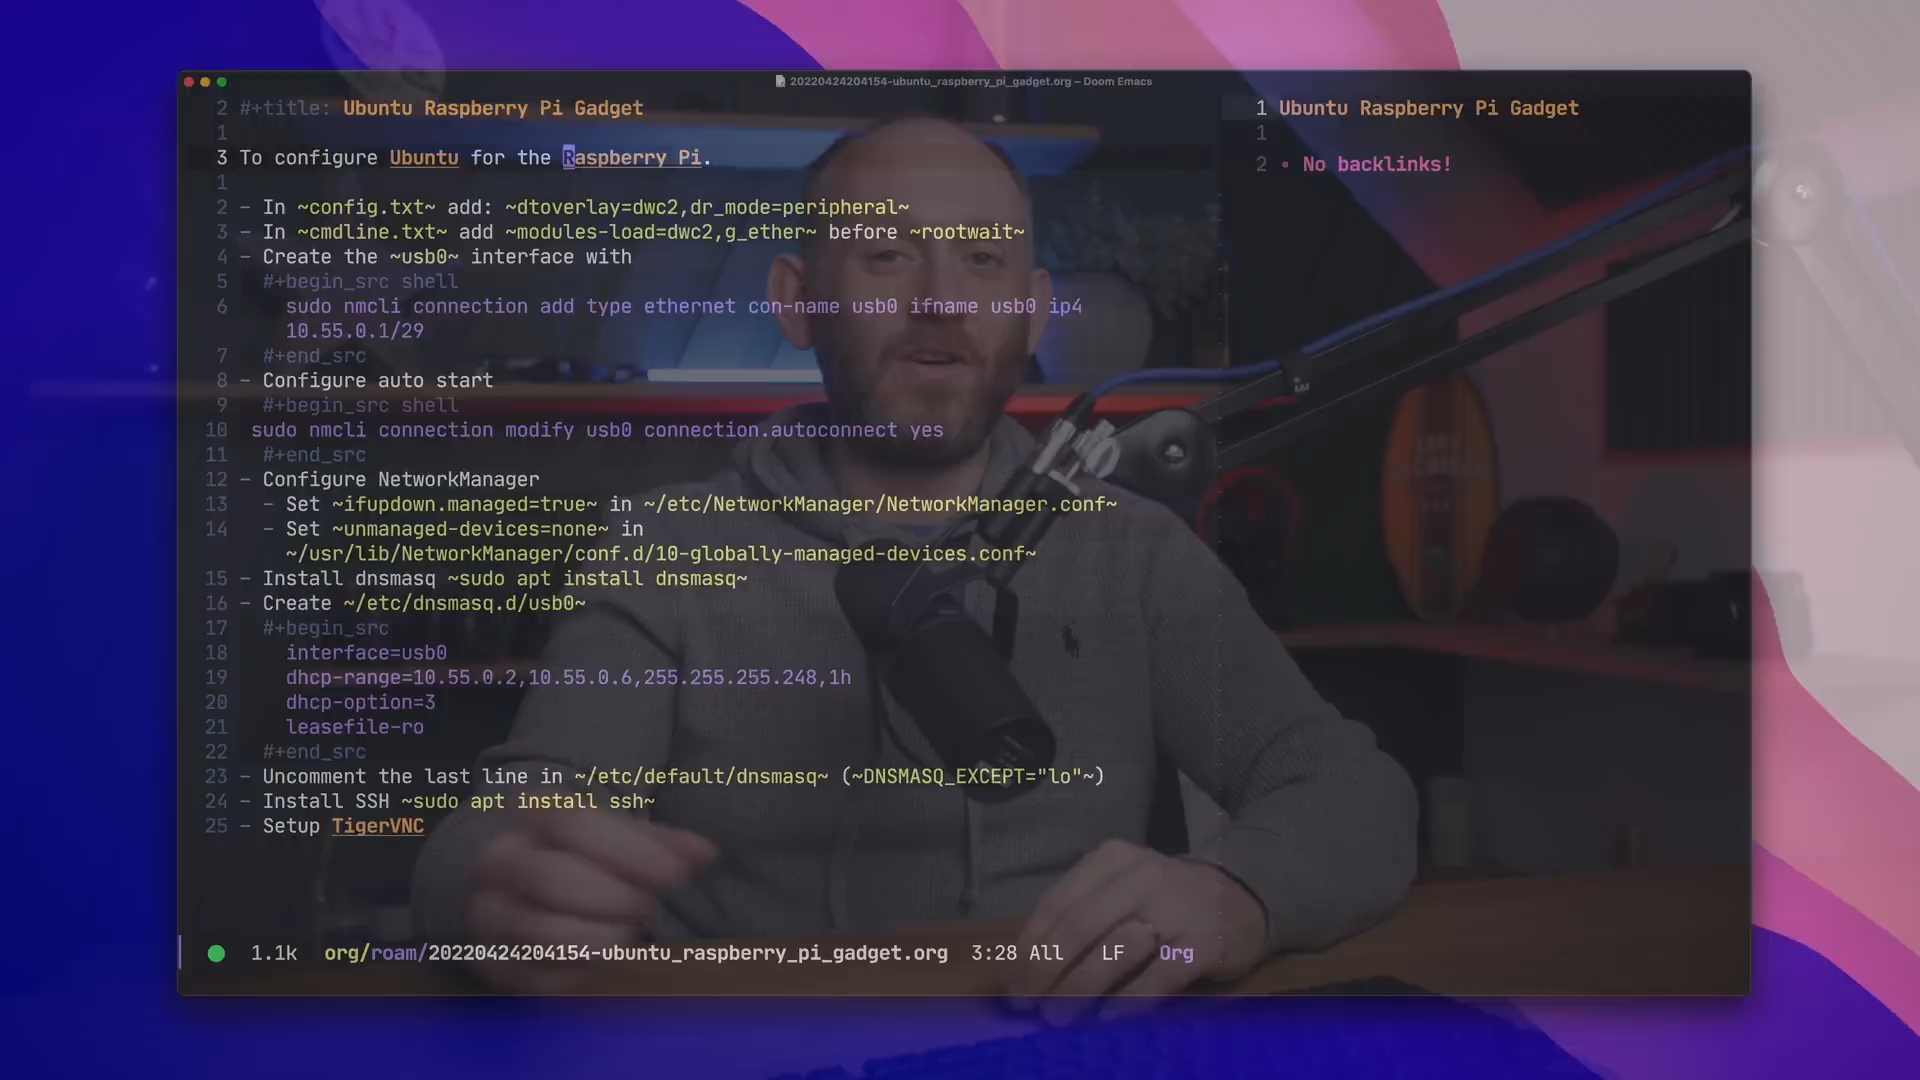 20220424204154-ubuntu_raspberry_pi_gadget.org – Doom Emacs
2 #+title: Ubuntu Raspberry Pi Gadget
1
3 To configure Ubuntu for the Raspberry Pi.
1
2 - In ~config.txt~ add: ~dtoverlay=dwc2,dr_mode=peripheral~
3 - In ~cmdline.txt~ add ~modules-load=dwc2,g_ether~ before ~rootwait~
4 - Create the ~usb0~ interface with
5 #+begin_src shell
6 sudo nmcli connection add type ethernet con-name usb0 ifname usb0 ip4
10.55.0.1/29
7 #+end_src
8 - Configure auto start
9 #+begin_src shell
10 sudo nmcli connection modify usb0 connection.autoconnect yes
11 #+end_src
12 - Configure NetworkManager
13 - Set ~ifupdown.managed=true~ in ~/etc/NetworkManager/NetworkManager.conf~
14 - Set ~unmanaged-devices=none~ in
~/usr/lib/NetworkManager/conf.d/10-globally-managed-devices.conf~
15 - Install dnsmasq ~sudo apt install dnsmasq~
16 - Create ~/etc/dnsmasq.d/usb0~
17 #+begin_src
18 interface=usb0
19 dhcp-range=10.55.0.2,10.55.0.6,255.255.255.248,1h
20 dhcp-option=3
21 leasefile-ro
22 #+end_src
23 - Uncomment the last line in ~/etc/default/dnsmasq~ (~DNSMASQ_EXCEPT="lo"~)
24 - Install SSH ~sudo apt install ssh~
25 - Setup TigerVNC
1.1k org/roam/20220424204154-ubuntu_raspberry_pi_gadget.org 3:28 All LF Org
1 Ubuntu Raspberry Pi Gadget
1
2 • No backlinks!